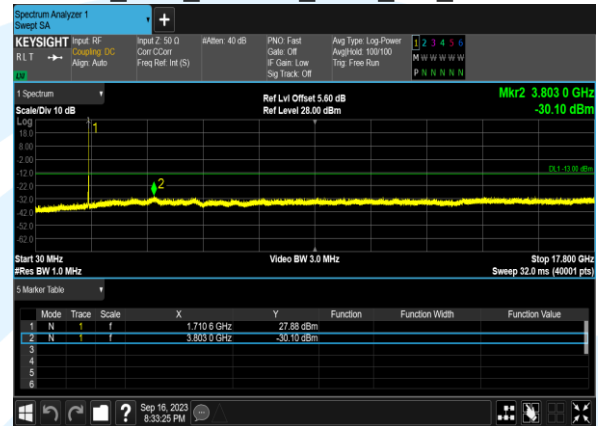 Spectrum Analyzer 1
Swept SA
KEYSIGHT
RLT
LW
Input: RF
Coupling: DC
Align: Auto
Input Z: 50 Ω
Corr CCorr
Freq Ref: Int (S)
#Atten: 40 dB
PNO: Fast
Gate: Off
IF Gain: Low
Sig Track: Off
Avg Type: Log-Power
Avg|Hold: 100/100
Trig: Free Run
1 2 3 4 5 6
M W W W W W
P N N N N N
1 Spectrum
Scale/Div 10 dB
Ref Lvl Offset 5.60 dB
Ref Level 28.00 dBm
Mkr2 3.803 0 GHz
-30.10 dBm
Log
18.0
8.00
-2.00
-12.0
-22.0
-32.0
-42.0
-52.0
-62.0
1
2
DL1 -13.00 dBm
Start 30 MHz
#Res BW 1.0 MHz
Video BW 3.0 MHz
Stop 17.800 GHz
Sweep 32.0 ms (40001 pts)
5 Marker Table
Mode Trace Scale X Y Function Function Width Function Value
1 N 1 f 1.710 6 GHz 27.88 dBm
2 N 1 f 3.803 0 GHz -30.10 dBm
3
4
5
6
?
Sep 16, 2023
8:33:25 PM